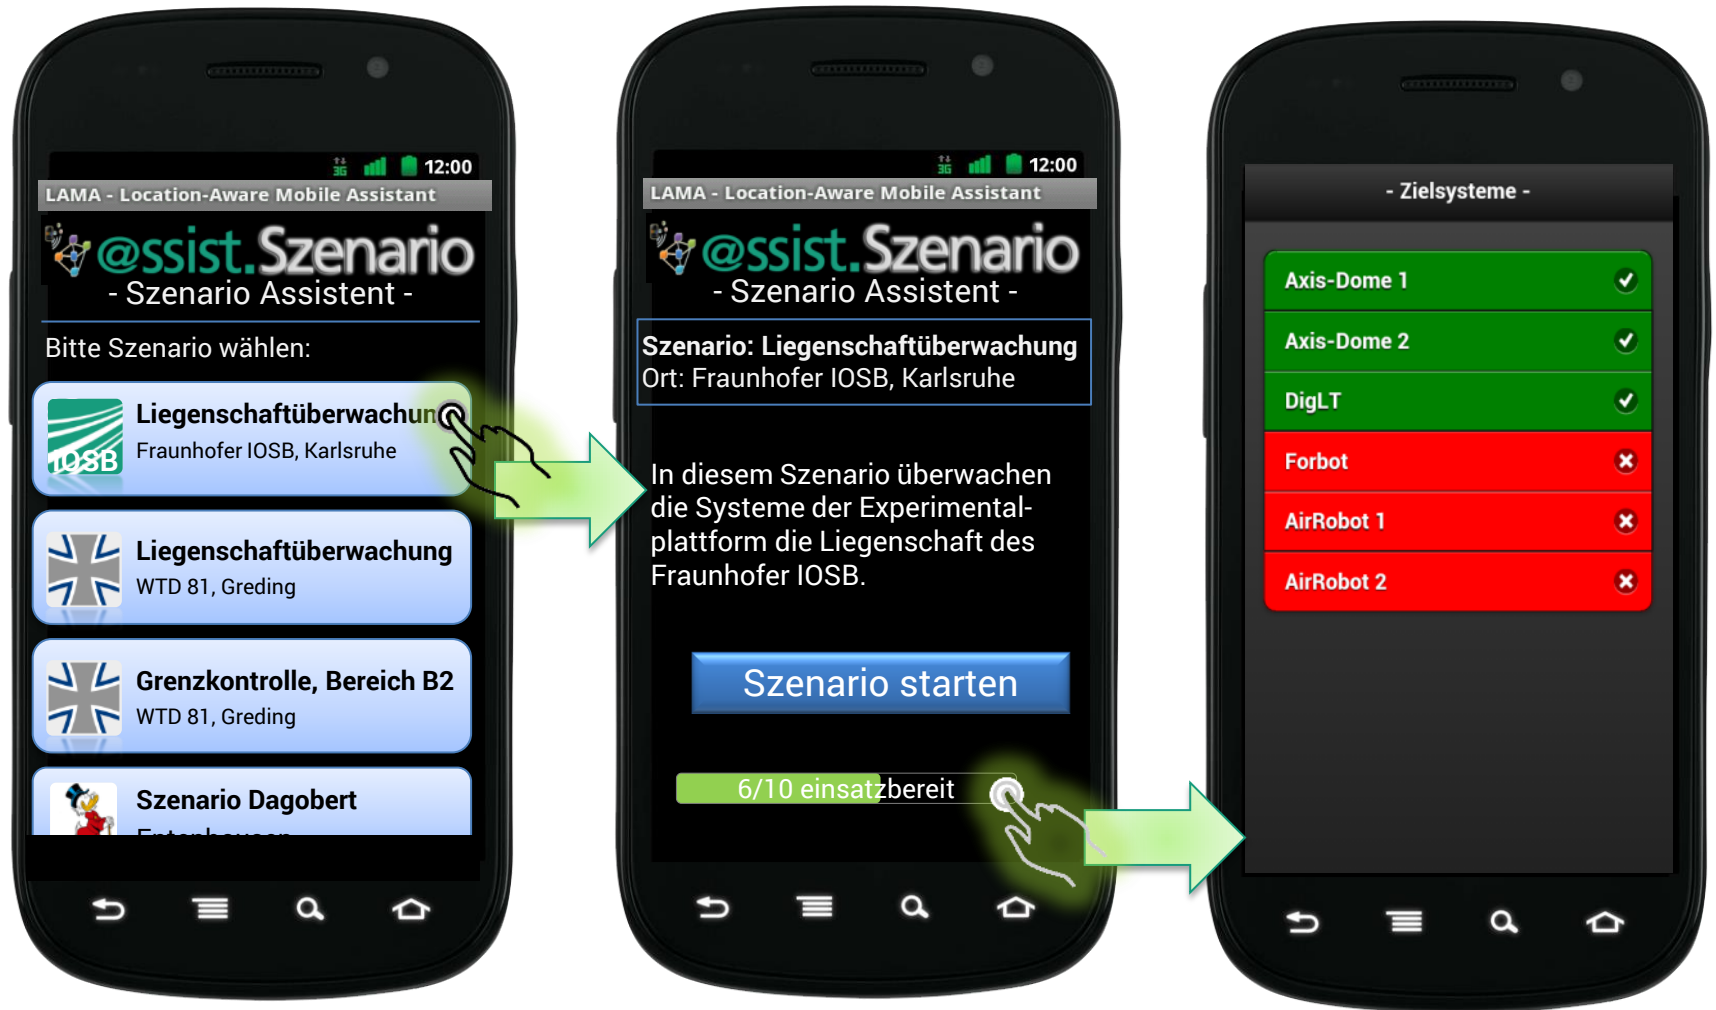 3G 12:00
LAMA - Location-Aware Mobile Assistant
@ssist.Szenario
- Szenario Assistent -
Bitte Szenario wählen:
IOSB
Liegenschaftüberwachun
Fraunhofer IOSB, Karlsruhe
Liegenschaftüberwachung
WTD 81, Greding
Grenzkontrolle, Bereich B2
WTD 81, Greding
Szenario Dagobert
Entenhausen
3G 12:00
LAMA - Location-Aware Mobile Assistant
@ssist.Szenario
- Szenario Assistent -
Szenario: Liegenschaftüberwachung
Ort: Fraunhofer IOSB, Karlsruhe
In diesem Szenario überwachen
die Systeme der Experimental-
plattform die Liegenschaft des
Fraunhofer IOSB.
Szenario starten
6/10 einsatzbereit
- Zielsysteme -
Axis-Dome 1
Axis-Dome 2
DigLT
Forbot
AirRobot 1
AirRobot 2